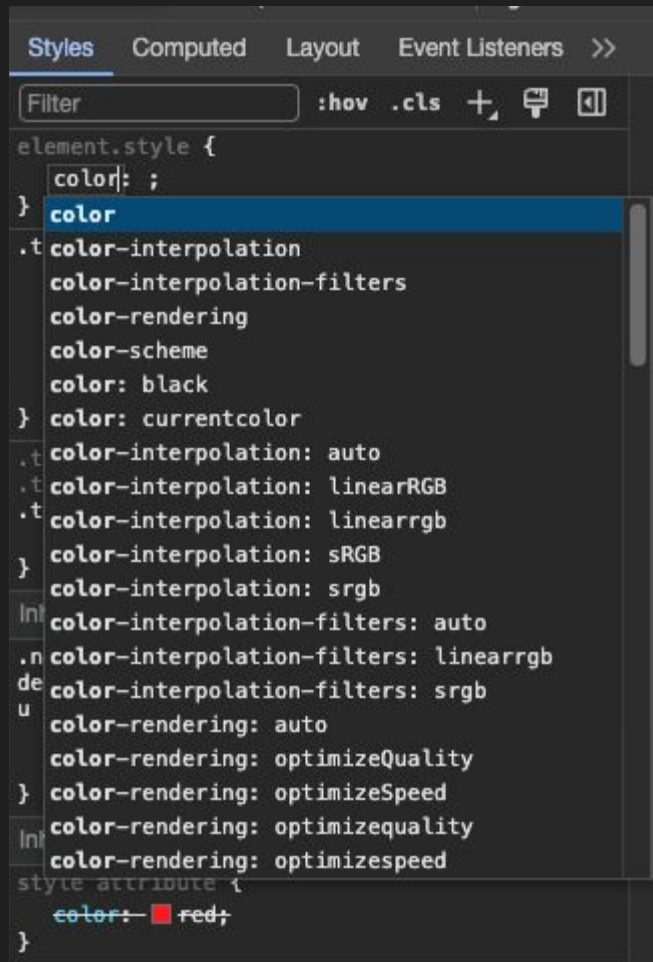 Styles Computed Layout Event Listeners >>
Filter :hov .cls +
element.style {
color: ;
} color
.t color-interpolation
color-interpolation-filters
color-rendering
color-scheme
color: black
} color: currentcolor
.t color-interpolation: auto
.t color-interpolation: linearRGB
.t color-interpolation: linearrgb
color-interpolation: sRGB
} color-interpolation: srgb
Inh color-interpolation-filters: auto
.n color-interpolation-filters: linearrgb
de color-interpolation-filters: srgb
u color-rendering: auto
color-rendering: optimizeQuality
} color-rendering: optimizeSpeed
color-rendering: optimizequality
Inh color-rendering: optimizespeed
style attribute {
color: red;
}